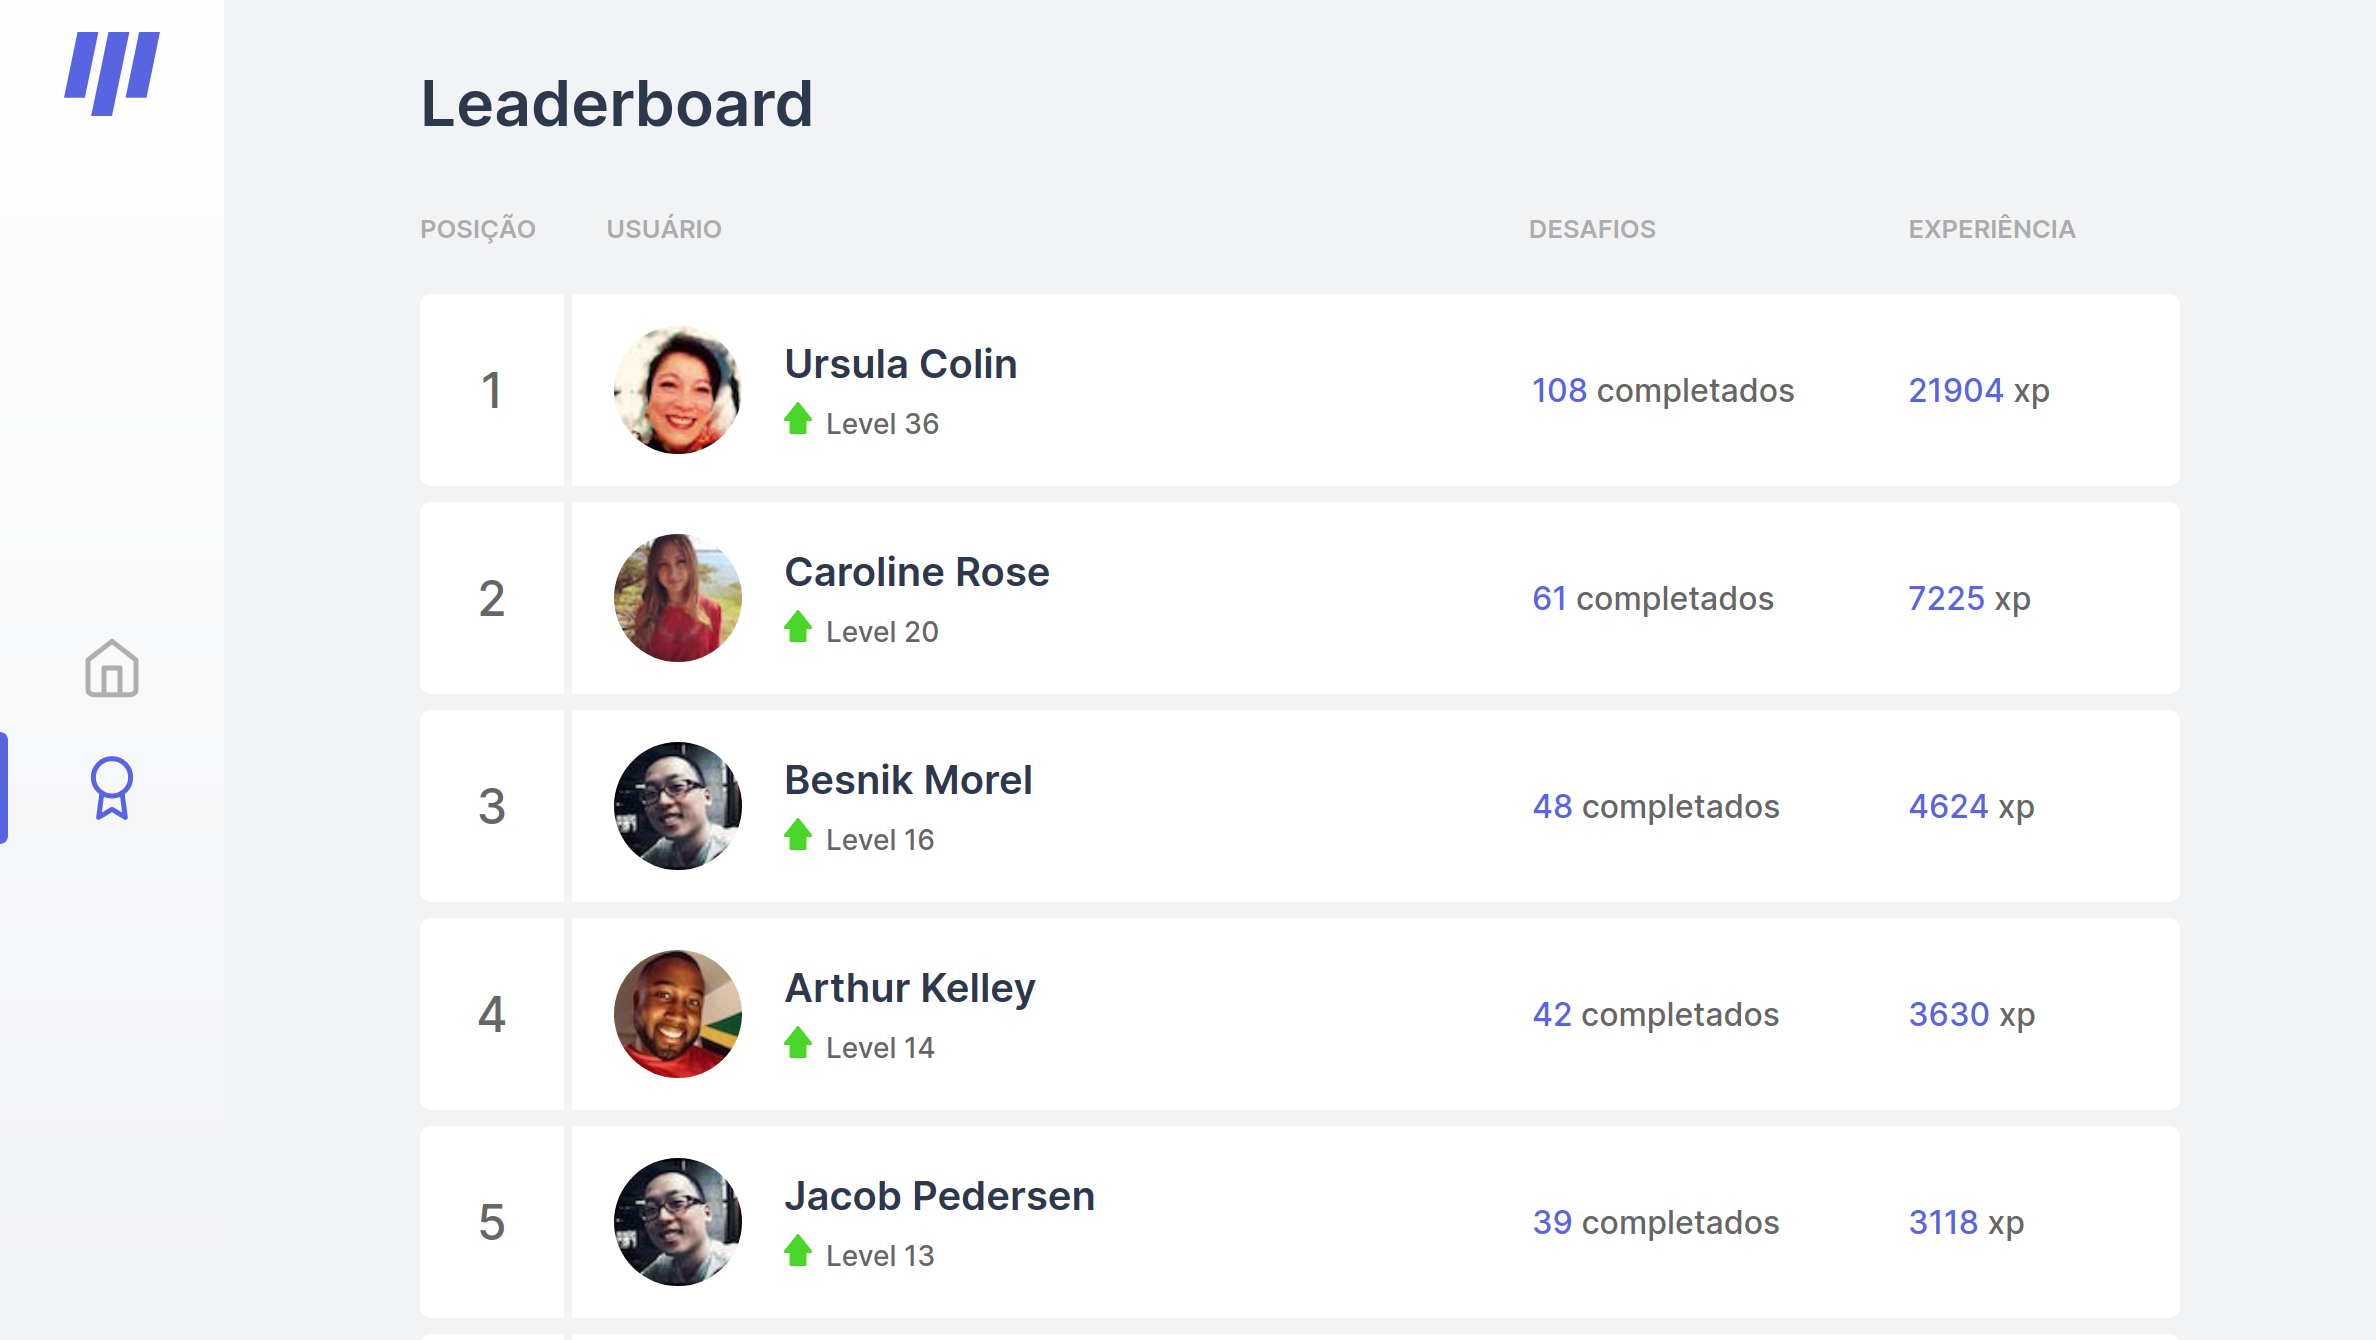 Leaderboard
POSIÇÃO USUÁRIO DESAFIOS EXPERIÊNCIA
1 Ursula Colin 108 completados 21904 xp
Level 36
2 Caroline Rose 61 completados 7225 xp
Level 20
3 Besnik Morel 48 completados 4624 xp
Level 16
4 Arthur Kelley 42 completados 3630 xp
Level 14
5 Jacob Pedersen 39 completados 3118 xp
Level 13